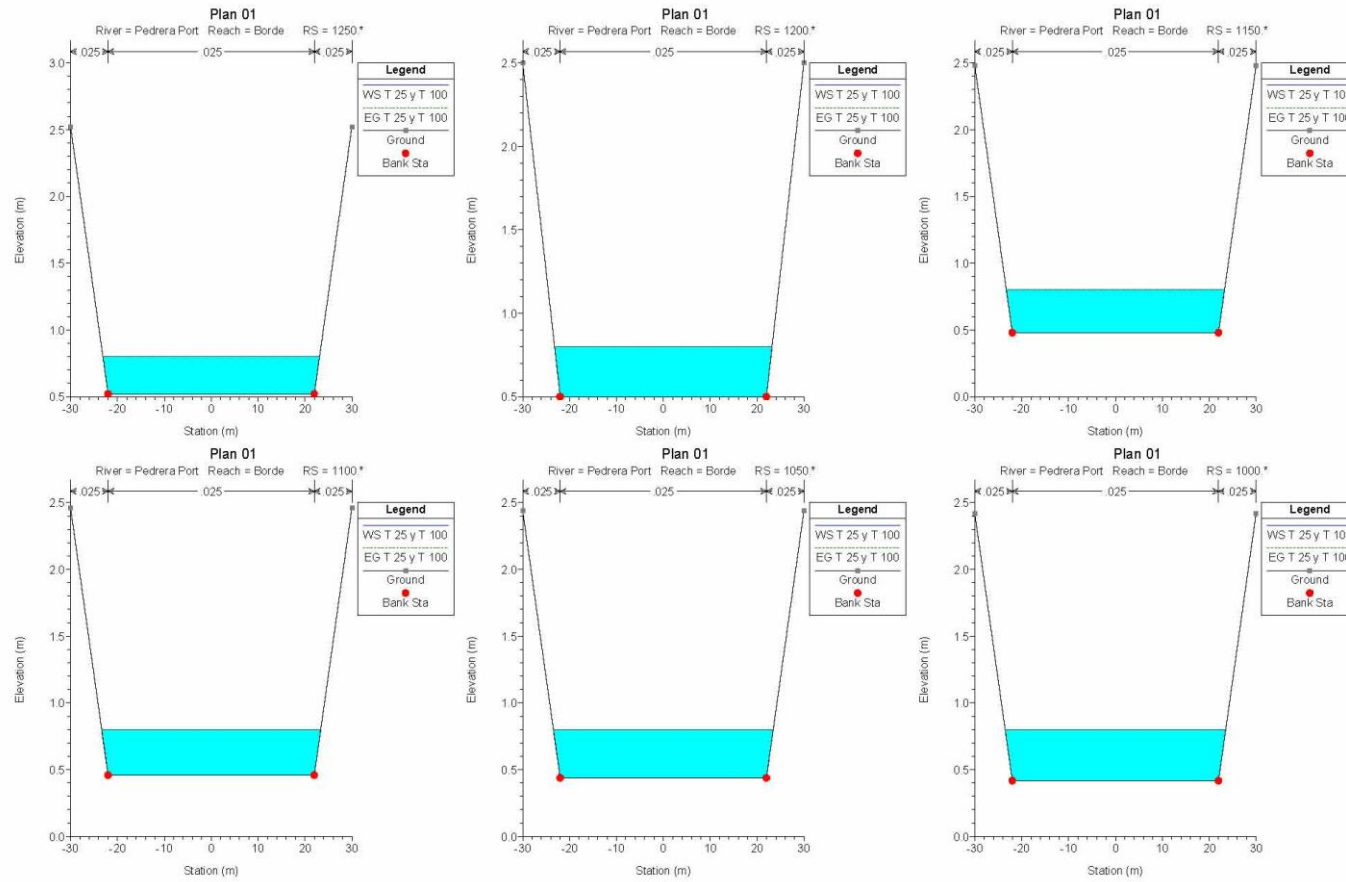 Plan 01
River = Pedrera Port Reach = Borde RS = 1250.*
.025 .025 .025
Legend
WS T 25 y T 100
EG T 25 y T 100
Ground
Bank Sta
Elevation (m)
3.0
2.5
2.0
1.5
1.0
0.5
-30 -20 -10 0 10 20 30
Station (m)
Plan 01
River = Pedrera Port Reach = Borde RS = 1200.*
.025 .025 .025
Legend
WS T 25 y T 100
EG T 25 y T 100
Ground
Bank Sta
Elevation (m)
2.5
2.0
1.5
1.0
0.5
-30 -20 -10 0 10 20 30
Station (m)
Plan 01
River = Pedrera Port Reach = Borde RS = 1150.*
.025 .025 .025
Legend
WS T 25 y T 100
EG T 25 y T 100
Ground
Bank Sta
Elevation (m)
2.5
2.0
1.5
1.0
0.5
0.0
-30 -20 -10 0 10 20 30
Station (m)
Plan 01
River = Pedrera Port Reach = Borde RS = 1100.*
.025 .025 .025
Legend
WS T 25 y T 100
EG T 25 y T 100
Ground
Bank Sta
Elevation (m)
2.5
2.0
1.5
1.0
0.5
0.0
-30 -20 -10 0 10 20 30
Station (m)
Plan 01
River = Pedrera Port Reach = Borde RS = 1050.*
.025 .025 .025
Legend
WS T 25 y T 100
EG T 25 y T 100
Ground
Bank Sta
Elevation (m)
2.5
2.0
1.5
1.0
0.5
0.0
-30 -20 -10 0 10 20 30
Station (m)
Plan 01
River = Pedrera Port Reach = Borde RS = 1000.*
.025 .025 .025
Legend
WS T 25 y T 100
EG T 25 y T 100
Ground
Bank Sta
Elevation (m)
2.5
2.0
1.5
1.0
0.5
0.0
-30 -20 -10 0 10 20 30
Station (m)